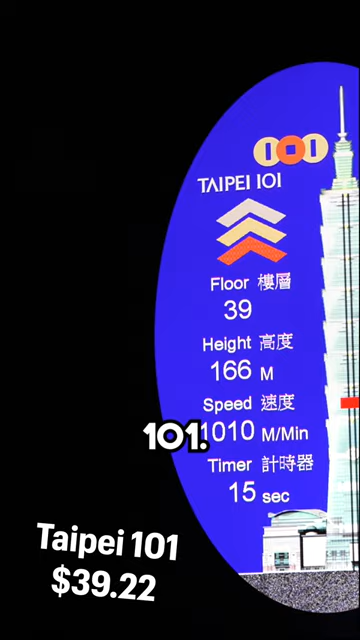 101
TAIPEI 101
Floor 樓層
39
Height 高度
166 M
Speed 速度
101.
1010 M/Min
Timer 計時器
15 sec
Taipei 101
$39.22